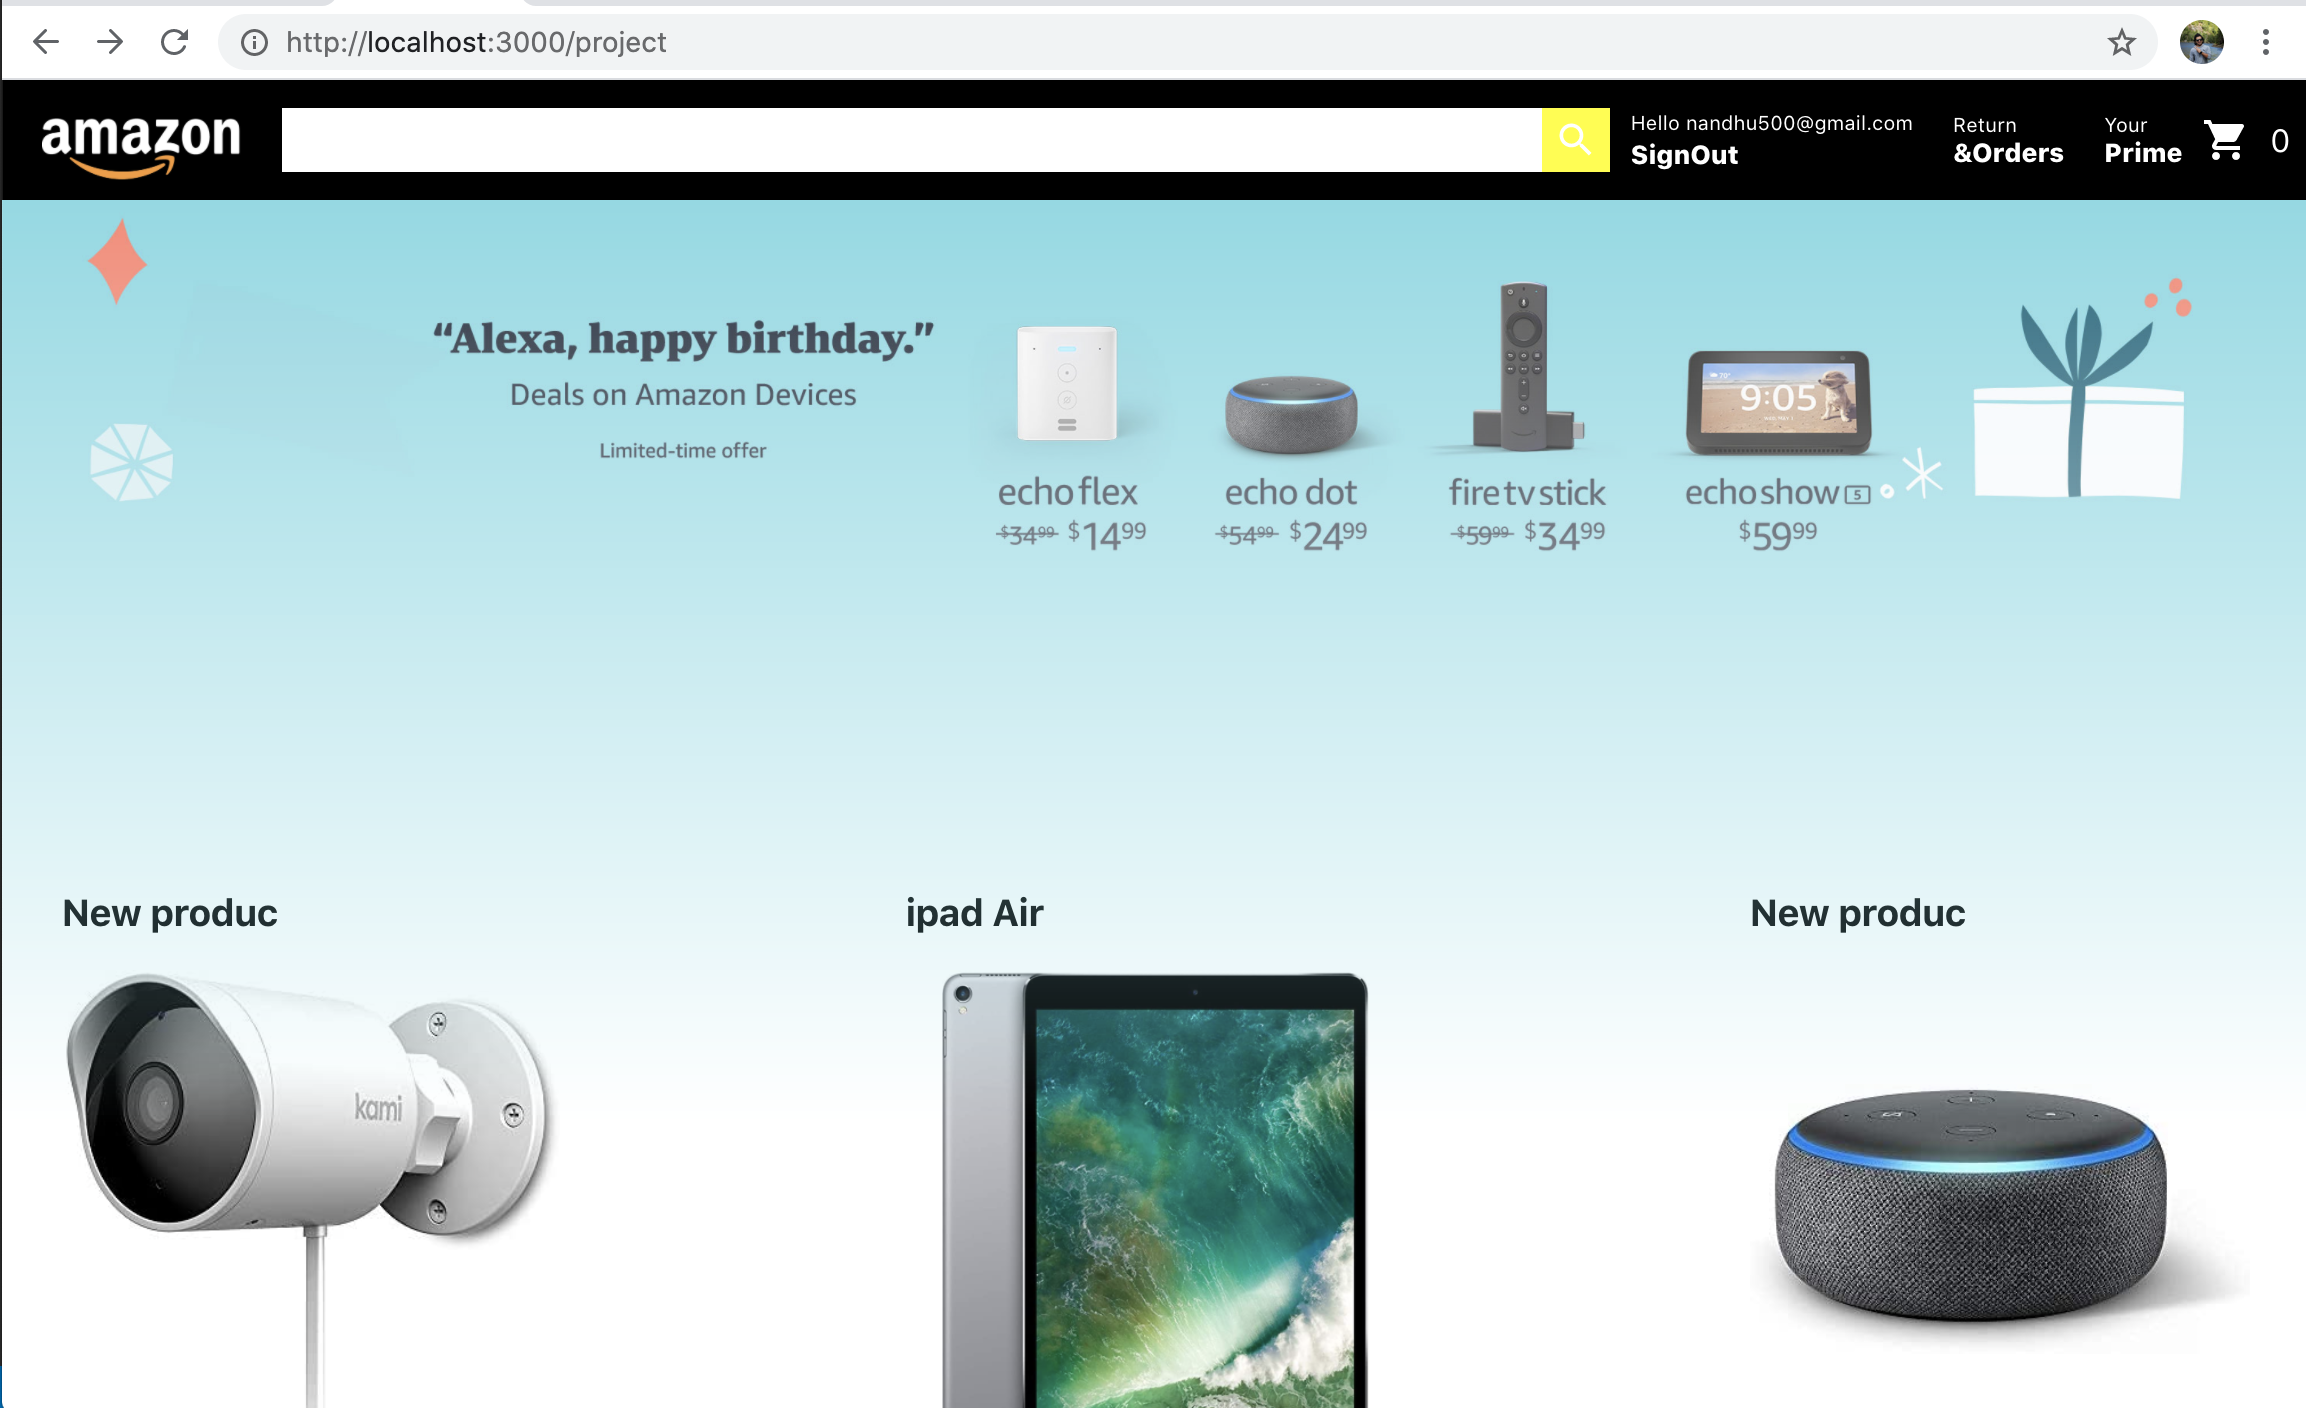 http://localhost:3000/project
amazon
Hello nandhu500@gmail.com
SignOut
Return
&Orders
Your
Prime
0
“Alexa, happy birthday.”
Deals on Amazon Devices
Limited-time offer
9:05
echo flex
$34.99 $14.99
echo dot
$54.99 $24.99
fire tv stick
$59.99 $34.99
echo show 5
$59.99
New produc
ipad Air
New produc
kami